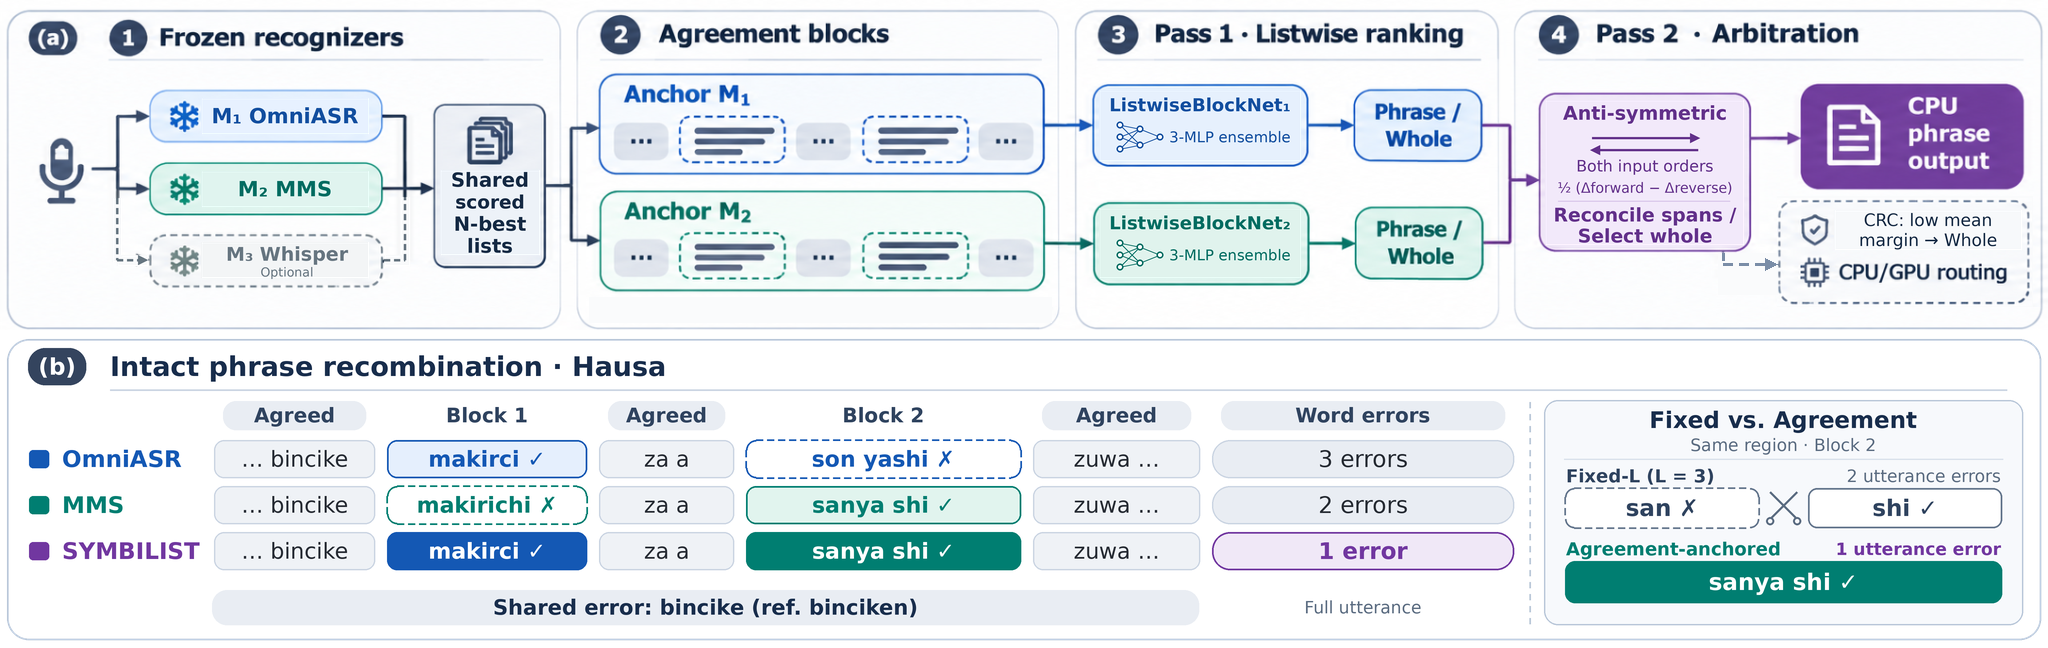 (a) 1 Frozen recognizers
M₁ OmniASR
M₂ MMS
M₃ Whisper
Optional
Shared
scored
N-best
lists
2 Agreement blocks
Anchor M₁
... ... ...
Anchor M₂
... ... ...
3 Pass 1 · Listwise ranking
ListwiseBlockNet₁
3-MLP ensemble
Phrase /
Whole
ListwiseBlockNet₂
3-MLP ensemble
Phrase /
Whole
4 Pass 2 · Arbitration
Anti-symmetric
Both input orders
½ (Δforward − Δreverse)
Reconcile spans /
Select whole
CPU
phrase
output
CRC: low mean
margin → Whole
CPU/GPU routing
(b) Intact phrase recombination · Hausa
Agreed Block 1 Agreed Block 2 Agreed Word errors
OmniASR ... bincike makirci ✓ za a son yashi ✗ zuwa ... 3 errors
MMS ... bincike makirichi ✗ za a sanya shi ✓ zuwa ... 2 errors
SYMBILIST ... bincike makirci ✓ za a sanya shi ✓ zuwa ... 1 error
Shared error: bincike (ref. binciken) Full utterance
Fixed vs. Agreement
Same region · Block 2
Fixed-L (L = 3) 2 utterance errors
san ✗ shi ✓
Agreement-anchored 1 utterance error
sanya shi ✓